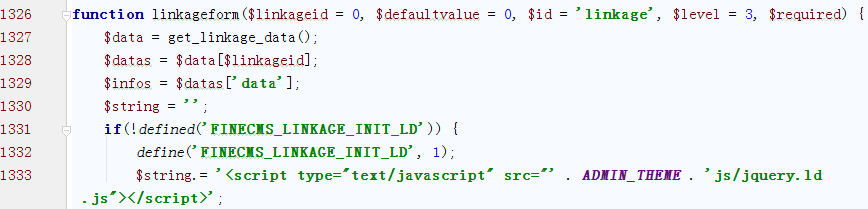 1326 function linkageform($linkageid = 0, $defaultvalue = 0, $id = 'linkage', $level = 3, $required) {
1327 $data = get_linkage_data();
1328 $datas = $data[$linkageid];
1329 $infos = $datas['data'];
1330 $string = '';
1331 if(!defined('FINECMS_LINKAGE_INIT_LD')) {
1332 define('FINECMS_LINKAGE_INIT_LD', 1);
1333 $string.= '<script type="text/javascript" src="' . ADMIN_THEME . 'js/jquery.ld
.js"></script>';